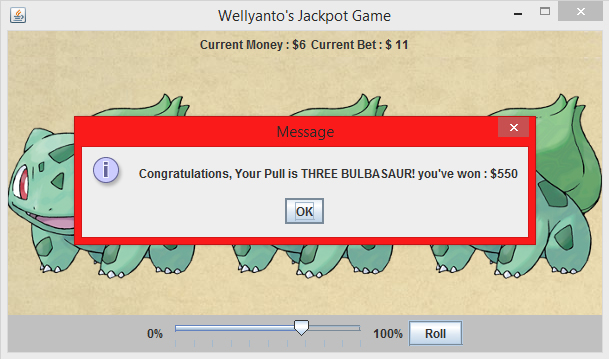 Wellyanto's Jackpot Game
Current Money : $6 Current Bet : $ 11
Message
Congratulations, Your Pull is THREE BULBASAUR! you've won : $550
OK
0% 100% Roll